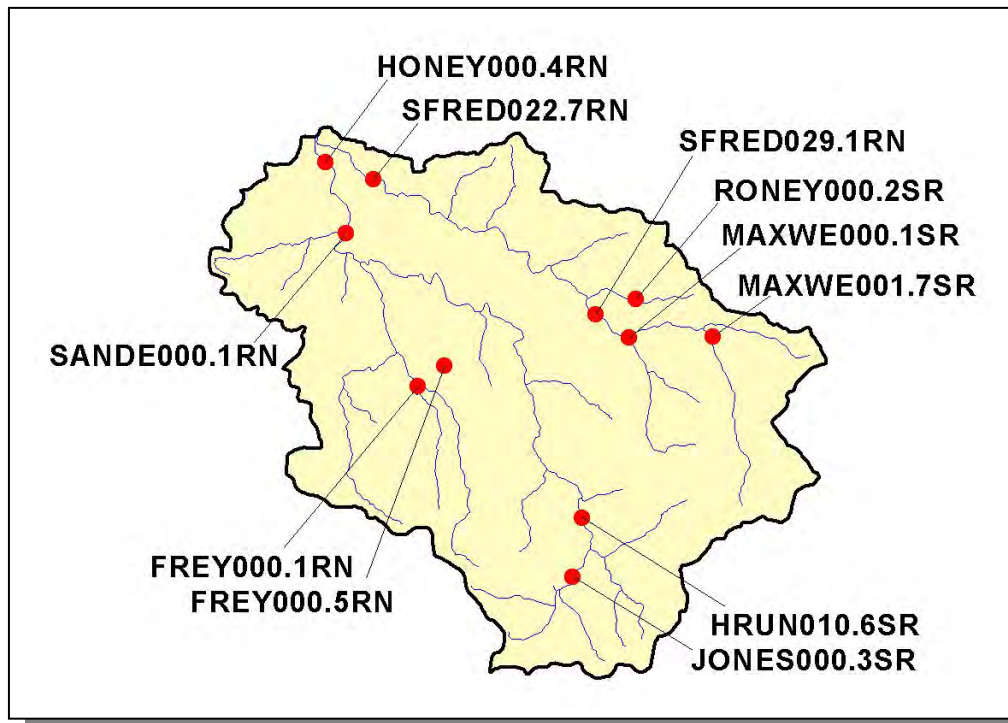 HONEY000.4RN
SFRED022.7RN
SFRED029.1RN
RONEY000.2SR
MAXWE000.1SR
MAXWE001.7SR
SANDE000.1RN
FREY000.1RN
FREY000.5RN
HRUN010.6SR
JONES000.3SR